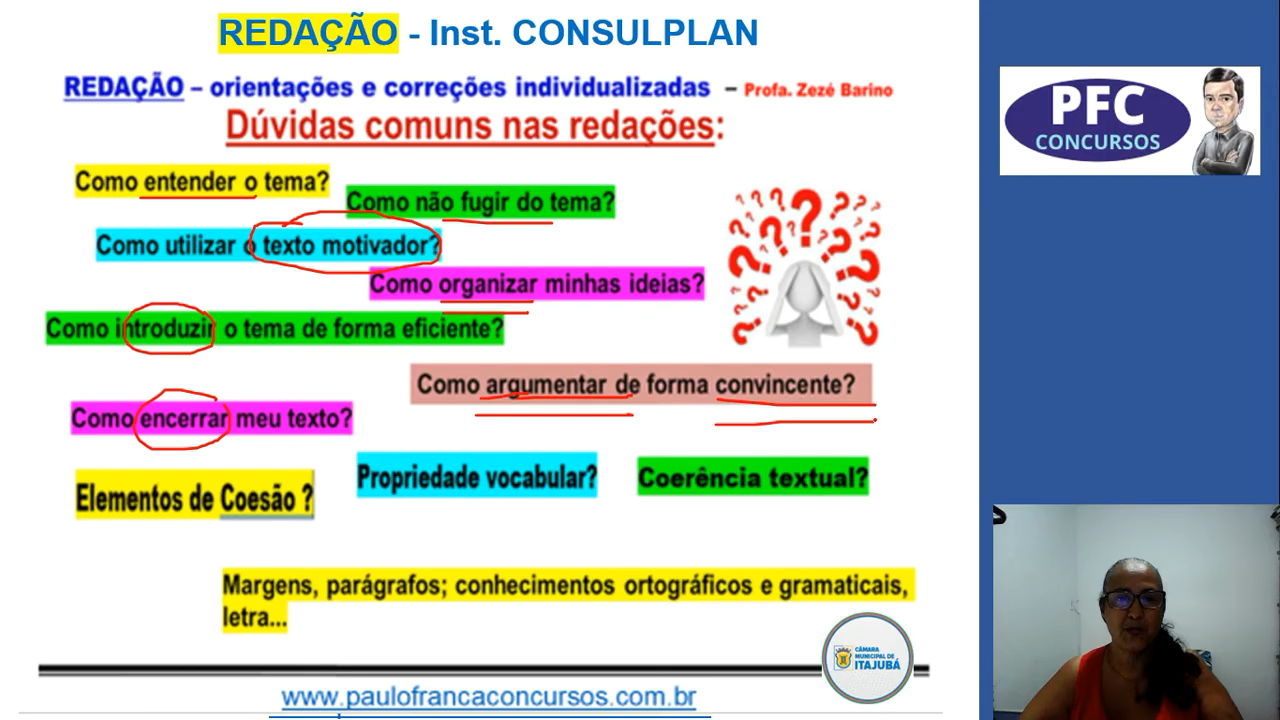 REDAÇÃO - Inst. CONSULPLAN
REDAÇÃO – orientações e correções individualizadas – Profa. Zezé Barino
Dúvidas comuns nas redações:
PFC
CONCURSOS
Como entender o tema?
Como não fugir do tema?
Como utilizar o texto motivador?
Como organizar minhas ideias?
Como introduzir o tema de forma eficiente?
Como argumentar de forma convincente?
Como encerrar meu texto?
Elementos de Coesão ?
Propriedade vocabular?
Coerência textual?
Margens, parágrafos; conhecimentos ortográficos e gramaticais,
letra...
CÂMARA
MUNICIPAL DE
ITAJUBÁ
www.paulofrancaconcursos.com.br